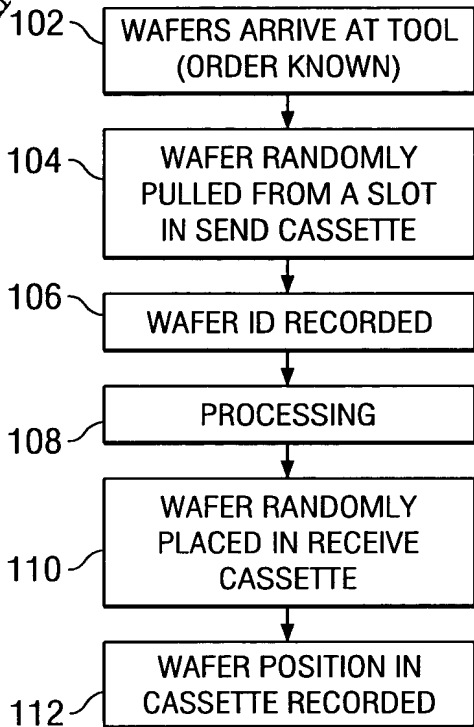 102
WAFERS ARRIVE AT TOOL
(ORDER KNOWN)
104
WAFER RANDOMLY
PULLED FROM A SLOT
IN SEND CASSETTE
106
WAFER ID RECORDED
108
PROCESSING
110
WAFER RANDOMLY
PLACED IN RECEIVE
CASSETTE
112
WAFER POSITION IN
CASSETTE RECORDED